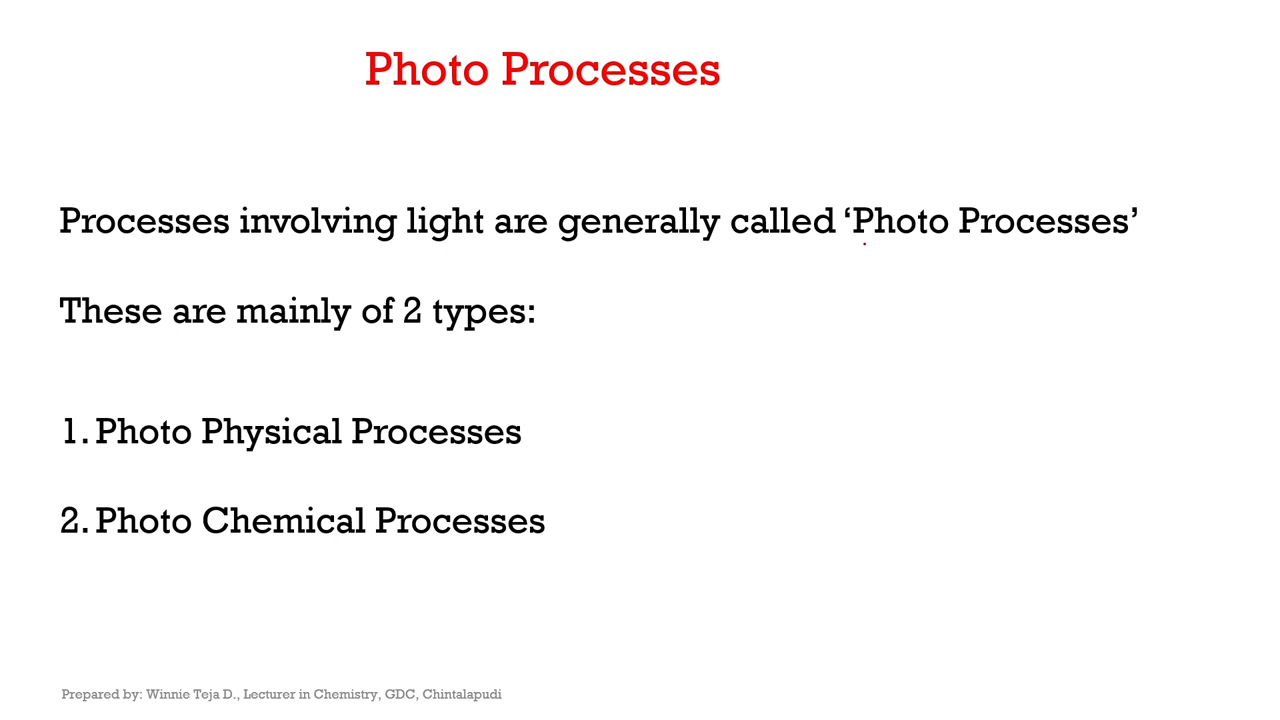 Photo Processes
Processes involving light are generally called ‘Photo Processes’
These are mainly of 2 types:
1. Photo Physical Processes
2. Photo Chemical Processes
Prepared by: Winnie Teja D., Lecturer in Chemistry, GDC, Chintalapudi